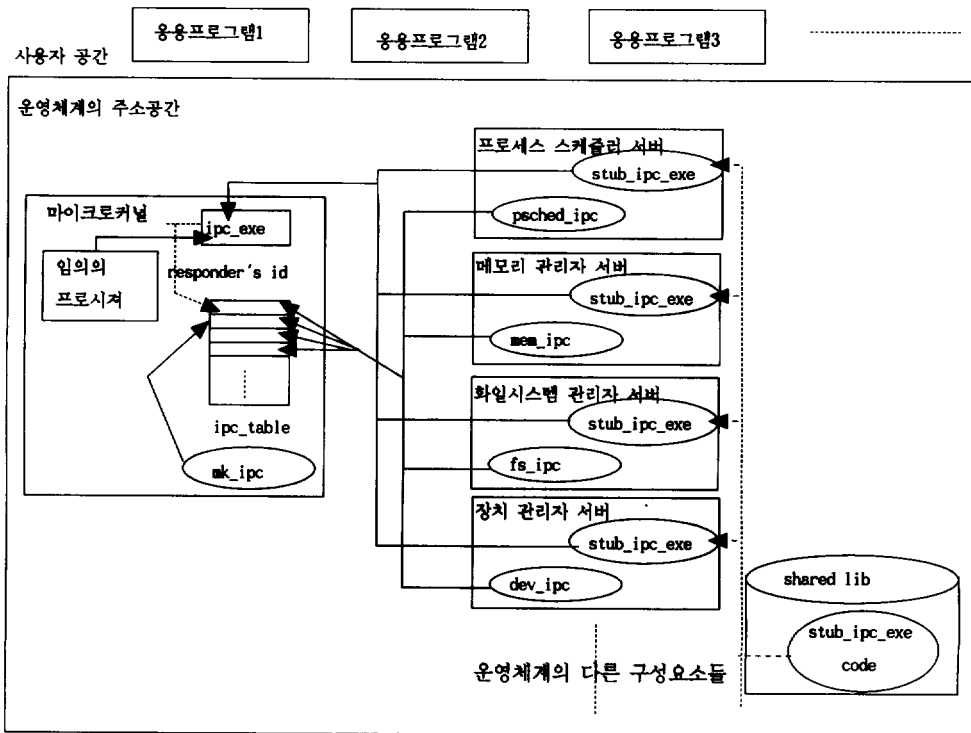 응용프로그램1
응용프로그램2
응용프로그램3
사용자 공간
운영체계의 주소공간
프로세스 스케줄러 서버
stub_ipc_exe
psched_ipc
마이크로커널
ipc_exe
임의의
프로시져
responder's id
ipc_table
mk_ipc
메모리 관리자 서버
stub_ipc_exe
mem_ipc
화일시스템 관리자 서버
stub_ipc_exe
fs_ipc
장치 관리자 서버
stub_ipc_exe
dev_ipc
shared lib
stub_ipc_exe
code
운영체계의 다른 구성요소들